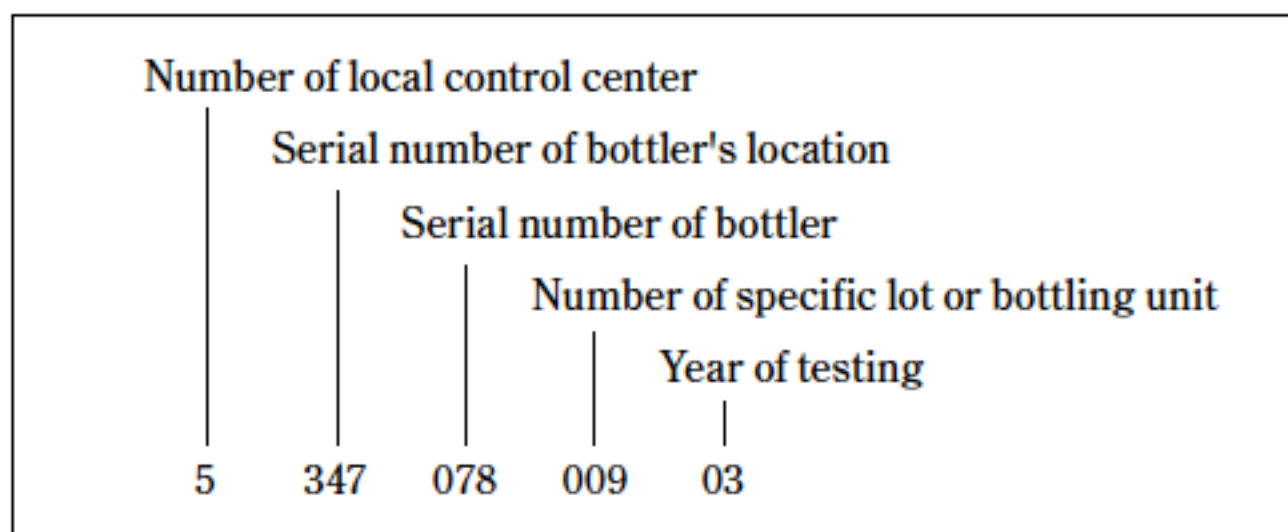 Number of local control center
Serial number of bottler's location
Serial number of bottler
Number of specific lot or bottling unit
Year of testing
5 347 078 009 03